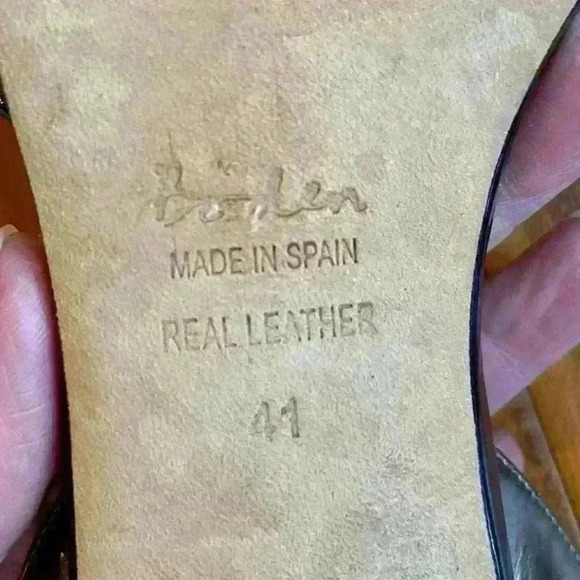 Boden
MADE IN SPAIN
REAL LEATHER
41